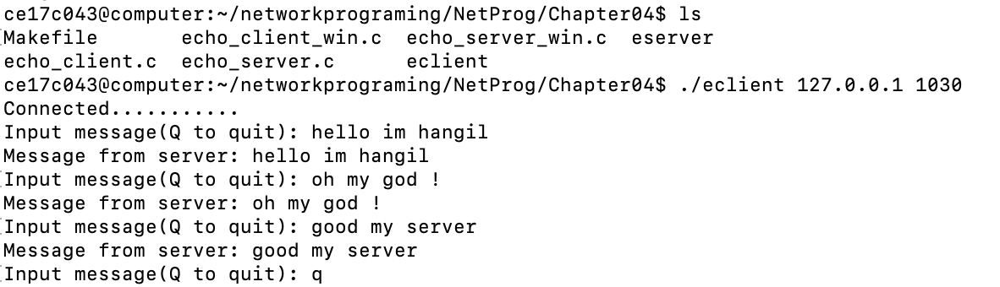 ce17c043@computer:~/networkprograming/NetProg/Chapter04$ ls
Makefile       echo_client_win.c  echo_server_win.c  eserver
echo_client.c  echo_server.c      eclient
ce17c043@computer:~/networkprograming/NetProg/Chapter04$ ./eclient 127.0.0.1 1030
Connected...........
Input message(Q to quit): hello im hangil
Message from server: hello im hangil
Input message(Q to quit): oh my god !
Message from server: oh my god !
Input message(Q to quit): good my server
Message from server: good my server
Input message(Q to quit): q